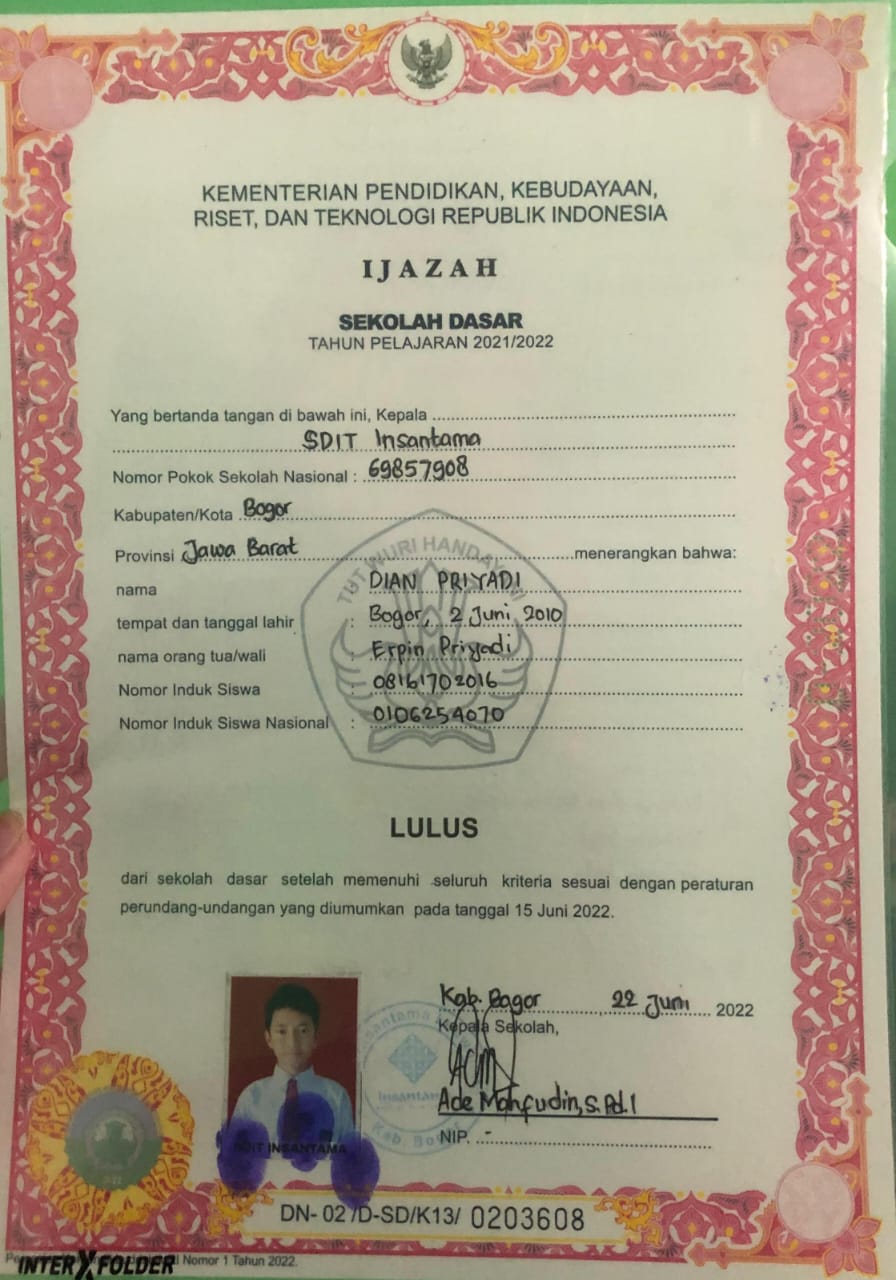 KEMENTERIAN PENDIDIKAN, KEBUDAYAAN,
RISET, DAN TEKNOLOGI REPUBLIK INDONESIA
IJAZAH
SEKOLAH DASAR
TAHUN PELAJARAN 2021/2022
Yang bertanda tangan di bawah ini, Kepala
SDIT Insantama
Nomor Pokok Sekolah Nasional : 69857908
Kabupaten/Kota Bogor
Provinsi Jawa Barat menerangkan bahwa:
TUT WURI HANDAYANI
nama : DIAN PRIYADI
tempat dan tanggal lahir : Bogor, 2 Juni 2010
nama orang tua/wali : Erpin Priyadi
Nomor Induk Siswa : 08161702016
Nomor Induk Siswa Nasional : 0106254070
LULUS
dari sekolah dasar setelah memenuhi seluruh kriteria sesuai dengan peraturan
perundang-undangan yang diumumkan pada tanggal 15 Juni 2022.
Kab. Bogor, 22 Juni 2022
Kepala Sekolah,
Insantama
Ade Mahfudin, S.Pd.I
NIP. -
SDIT INSANTAMA
DN- 02 /D-SD/K13/ 0203608
Nomor 1 Tahun 2022.
INTER X FOLDER